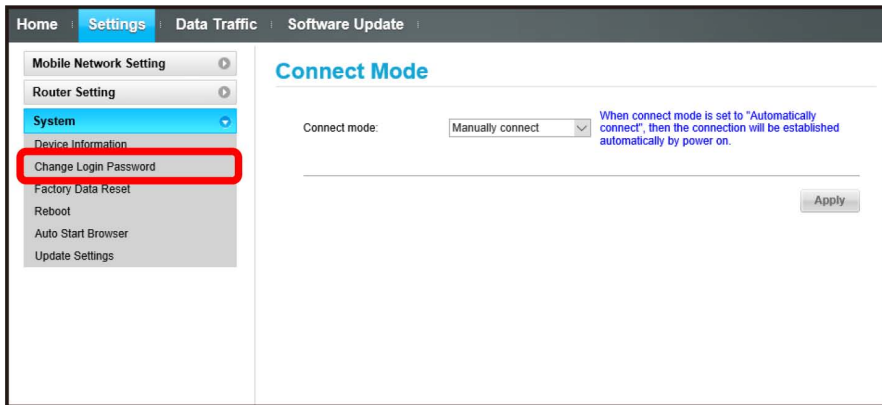 Home Settings Data Traffic Software Update
Mobile Network Setting
Router Setting
System
Device Information
Change Login Password
Factory Data Reset
Reboot
Auto Start Browser
Update Settings
Connect Mode
Connect mode: Manually connect
When connect mode is set to "Automatically
connect", then the connection will be established
automatically by power on.
Apply